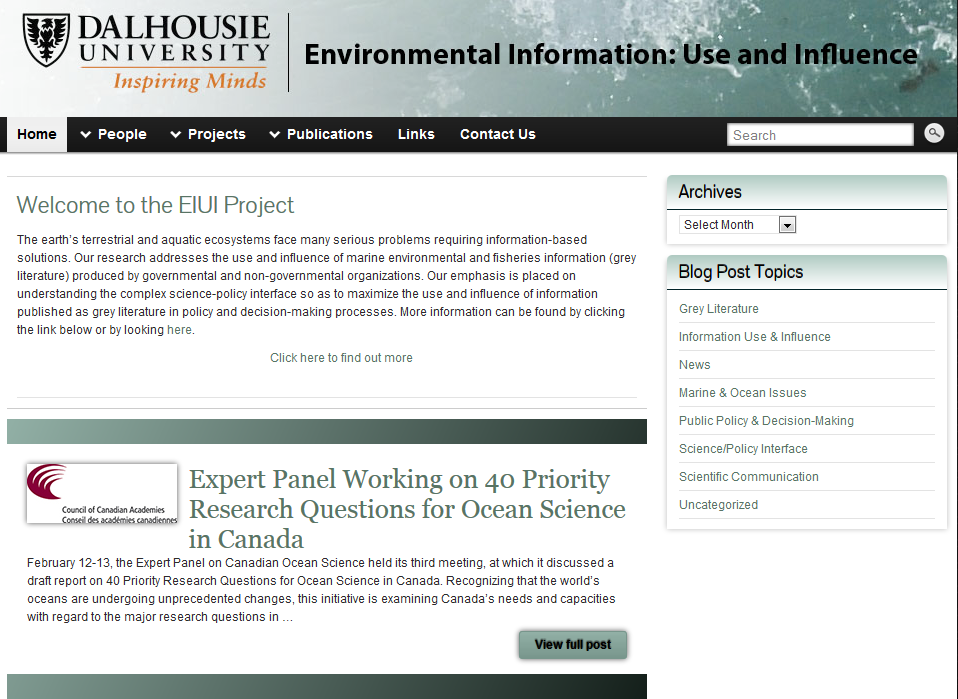 DALHOUSIE
UNIVERSITY
Inspiring Minds
Environmental Information: Use and Influence
Home People Projects Publications Links Contact Us Search
Welcome to the EIUI Project
The earth's terrestrial and aquatic ecosystems face many serious problems requiring information-based
solutions. Our research addresses the use and influence of marine environmental and fisheries information (grey
literature) produced by governmental and non-governmental organizations. Our emphasis is placed on
understanding the complex science-policy interface so as to maximize the use and influence of information
published as grey literature in policy and decision-making processes. More information can be found by clicking
the link below or by looking here.
Click here to find out more
Council of Canadian Academies
Conseil des académies canadiennes
Expert Panel Working on 40 Priority
Research Questions for Ocean Science
in Canada
February 12-13, the Expert Panel on Canadian Ocean Science held its third meeting, at which it discussed a
draft report on 40 Priority Research Questions for Ocean Science in Canada. Recognizing that the world's
oceans are undergoing unprecedented changes, this initiative is examining Canada's needs and capacities
with regard to the major research questions in …
View full post
Archives
Select Month
Blog Post Topics
Grey Literature
Information Use & Influence
News
Marine & Ocean Issues
Public Policy & Decision-Making
Science/Policy Interface
Scientific Communication
Uncategorized